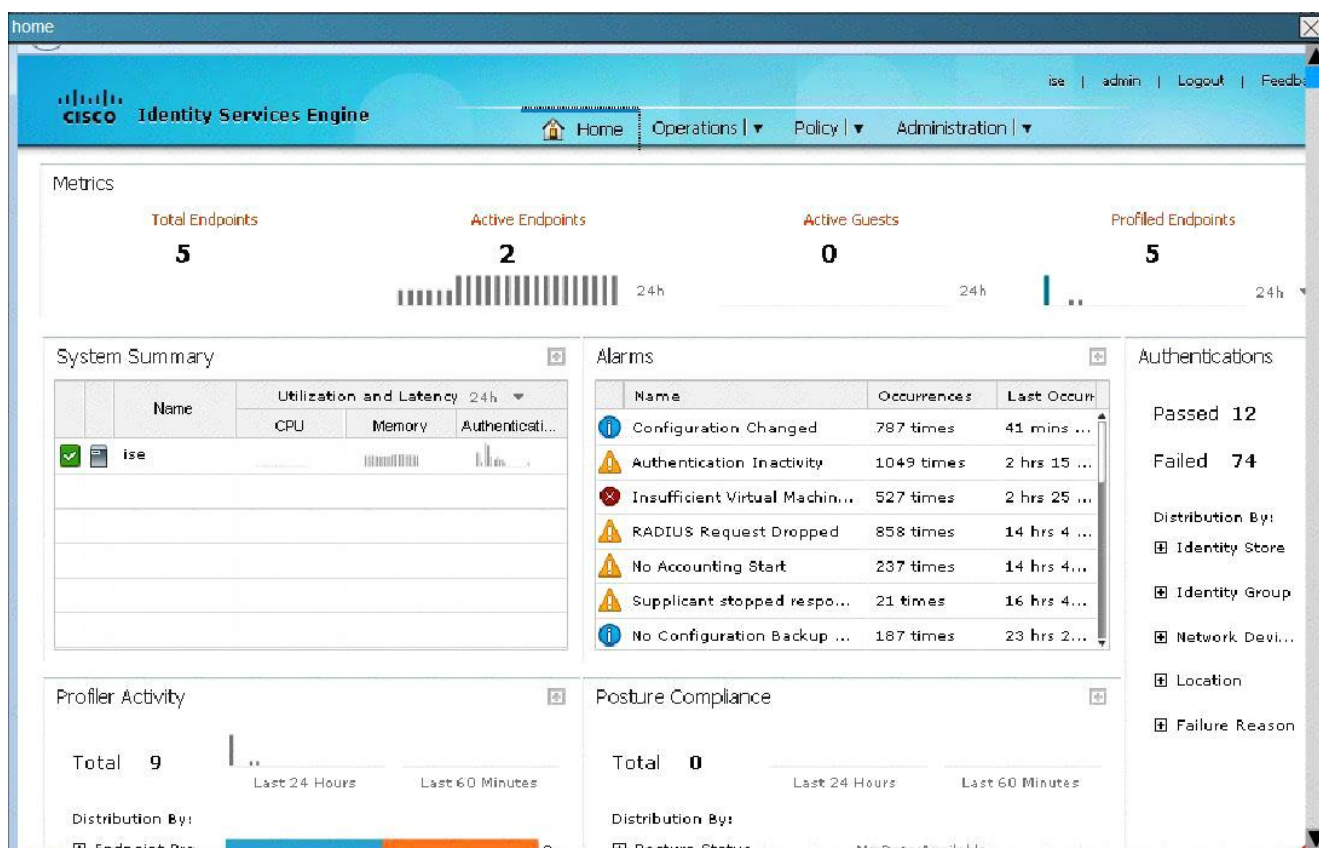 home
ise | admin | Logout | Feedb
CISCO Identity Services Engine
Home Operations | Policy | Administration |
Metrics
Total Endpoints
5
Active Endpoints
2
24h
Active Guests
0
24h
Profiled Endpoints
5
24h
System Summary
Name Utilization and Latency 24h
CPU Memory Authenticati...
ise
Alarms
Name Occurrences Last Occurr
Configuration Changed 787 times 41 mins ...
Authentication Inactivity 1049 times 2 hrs 15 ...
Insufficient Virtual Machin... 527 times 2 hrs 25 ...
RADIUS Request Dropped 858 times 14 hrs 4 ...
No Accounting Start 237 times 14 hrs 4...
Supplicant stopped respo... 21 times 16 hrs 4...
No Configuration Backup ... 187 times 23 hrs 2...
Authentications
Passed 12
Failed 74
Distribution By:
Identity Store
Identity Group
Network Devi...
Location
Failure Reason
Profiler Activity
Total 9
Last 24 Hours Last 60 Minutes
Distribution By:
Posture Compliance
Total 0
Last 24 Hours Last 60 Minutes
Distribution By: